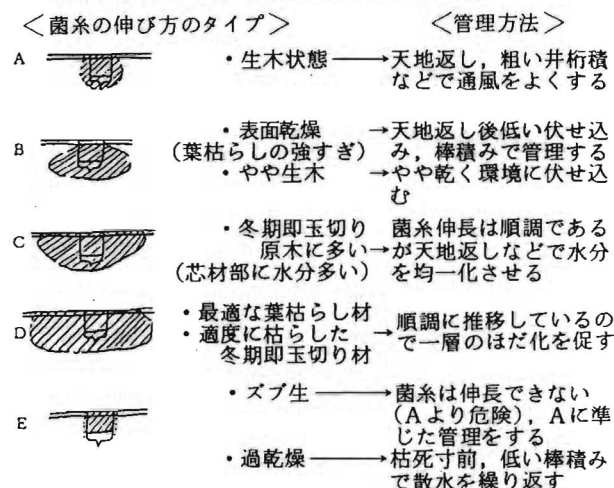 ＜菌糸の伸び方のタイプ＞ ＜管理方法＞
A
・生木状態 → 天地返し，粗い井桁積
などで通風をよくする
B
・表面乾燥 → 天地返し後低い伏せ込
(葉枯らしの強すぎ) み，棒積みで管理する
・やや生木 → やや乾く環境に伏せ込
む
C
・冬期即玉切り 菌糸伸長は順調である
原木に多い → が天地返しなどで水分
(芯材部に水分多い) を均一化させる
D
・最適な葉枯らし材
・適度に枯らした → 順調に推移しているの
冬期即玉切り材 で一層のほだ化を促す
E
・ズブ生 → 菌糸は伸長できない
(Aより危険)，Aに準
じた管理をする
・過乾燥 → 枯死寸前，低い棒積み
で散水を繰り返す